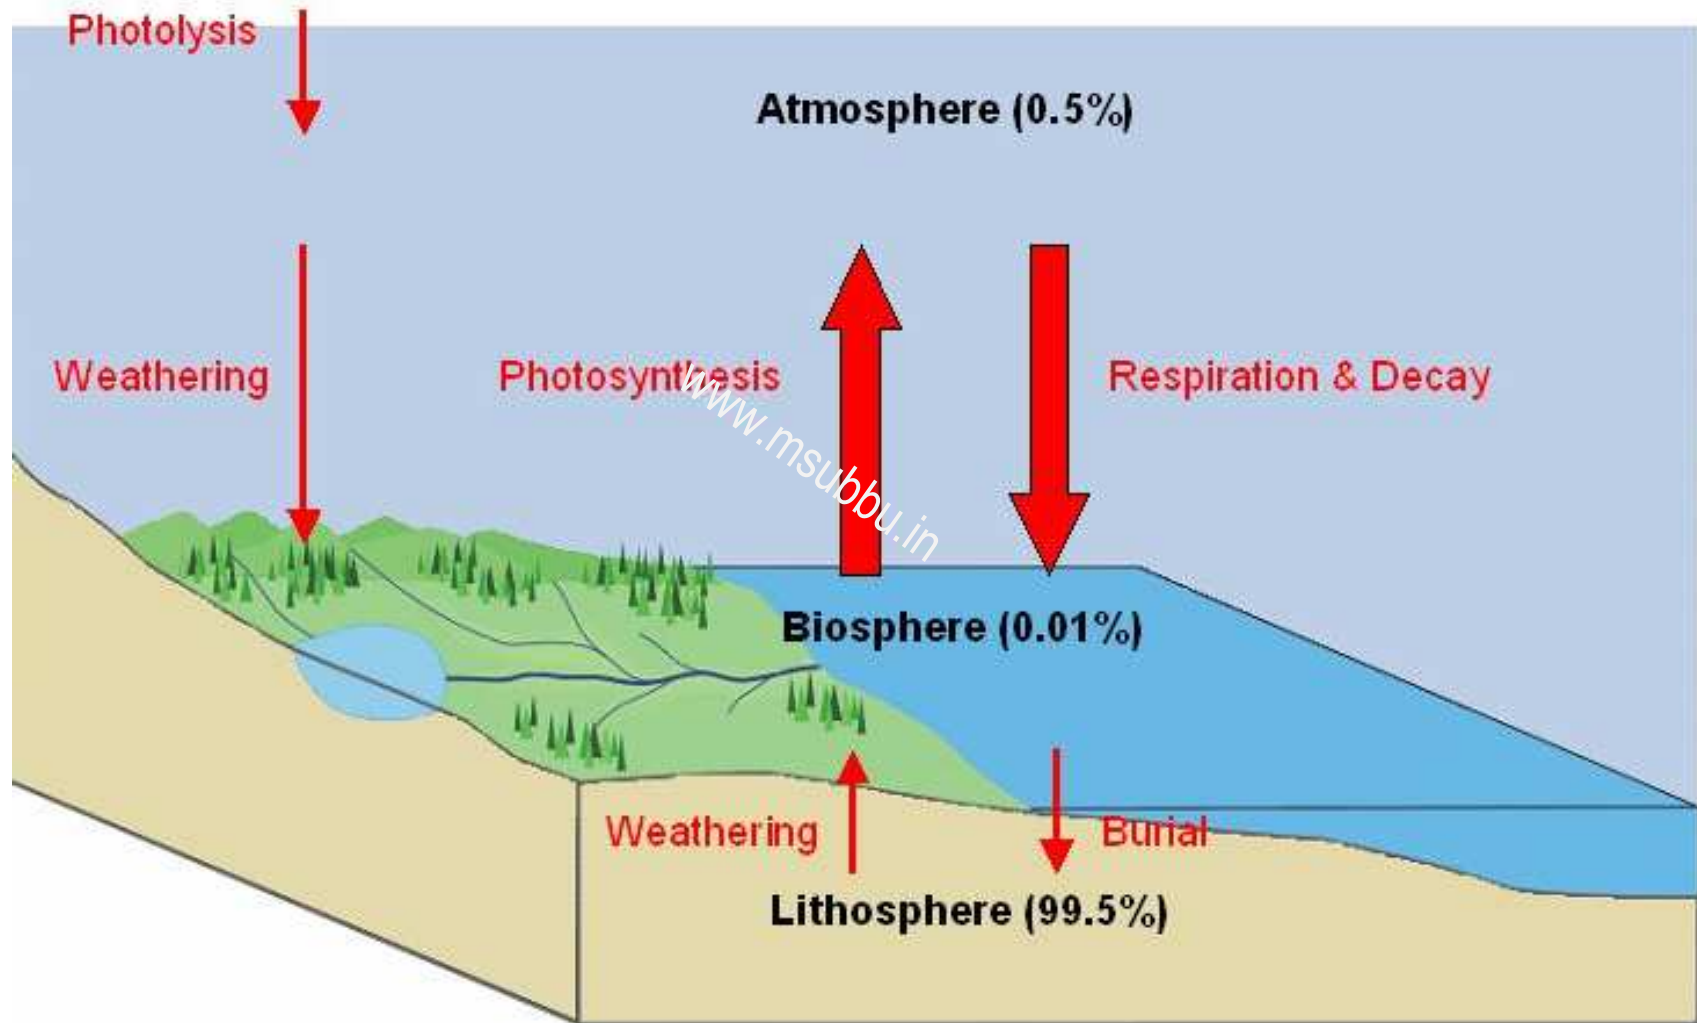 Photolysis
Atmosphere (0.5%)
Weathering
Photosynthesis
Respiration & Decay
www.msubbu.in
Biosphere (0.01%)
Weathering
Burial
Lithosphere (99.5%)